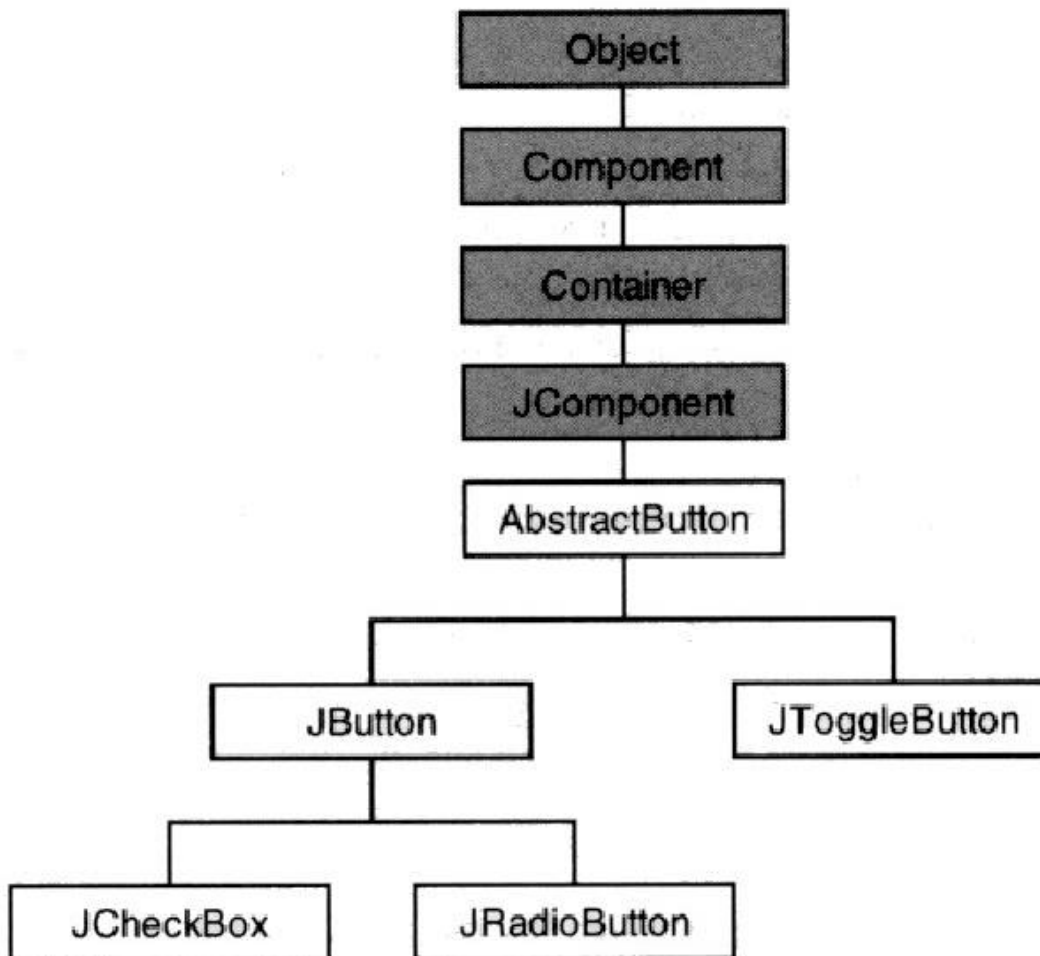 Object
Component
Container
JComponent
AbstractButton
JButton
JToggleButton
JCheckBox
JRadioButton